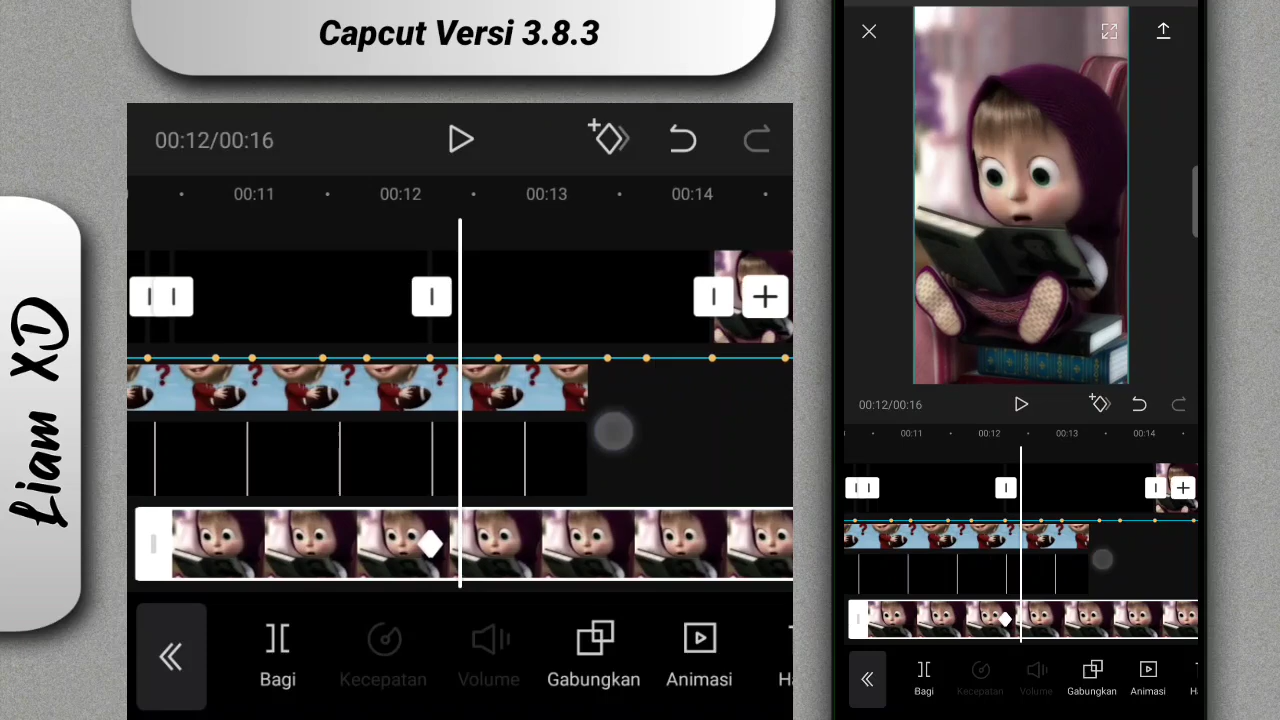 Capcut Versi 3.8.3
Liam XD
00:12/00:16
00:11
00:12
00:13
00:14
?
?
?
?
Bagi
Kecepatan
Volume
Gabungkan
Animasi
H
00:12/00:16
00:11
00:12
00:13
00:14
Bagi
Kecepatan
Volume
Gabungkan
Animasi
H